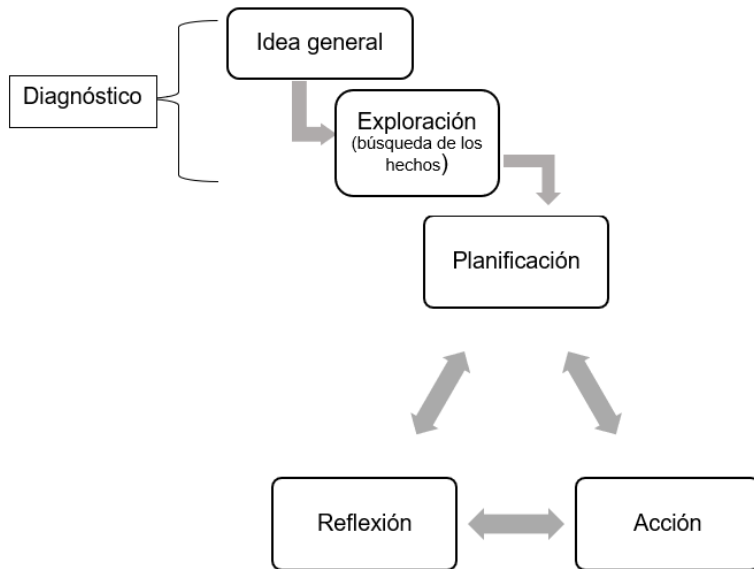 Idea general
Diagnóstico
Exploración
(búsqueda de los
hechos)
Planificación
Reflexión
Acción